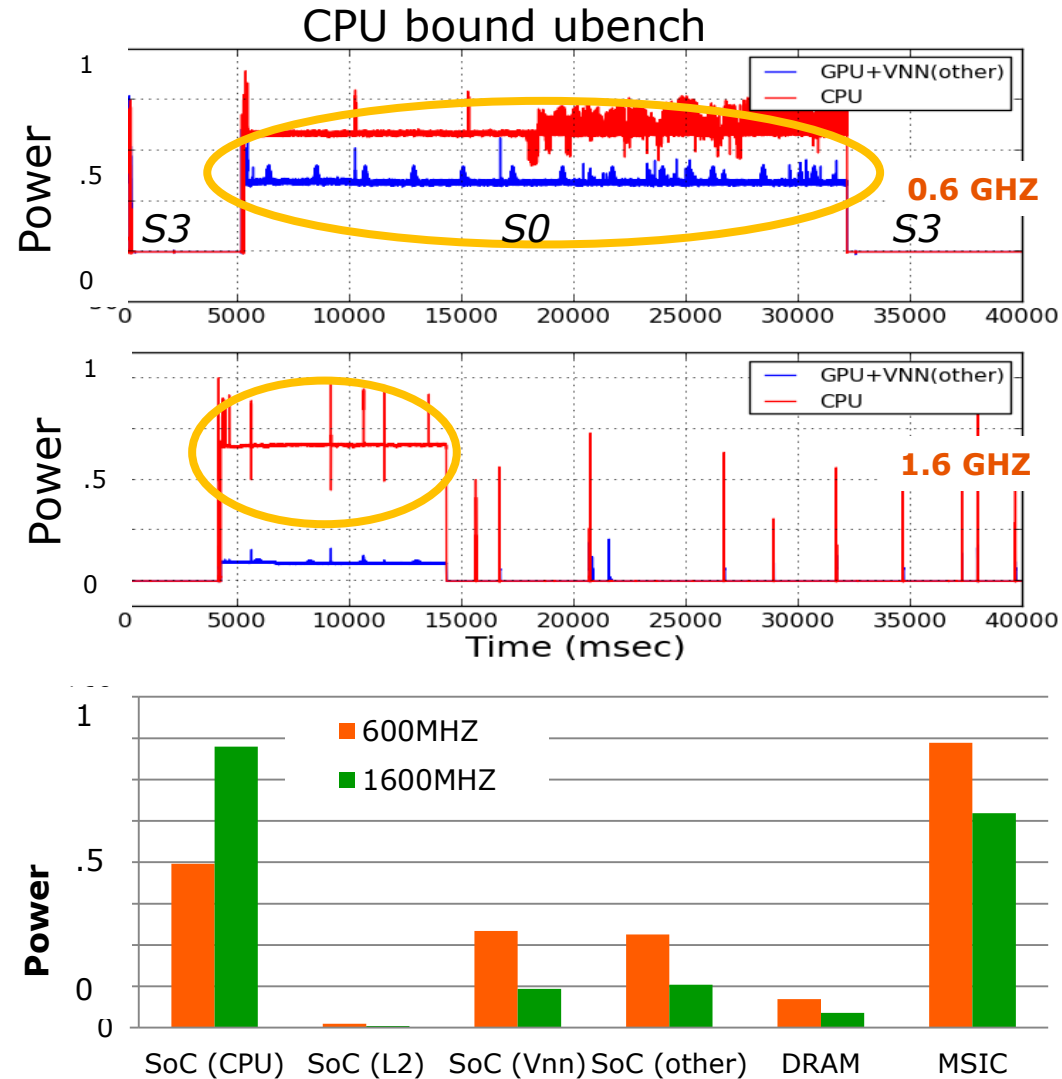 CPU bound ubench
1
GPU+VNN(other)
CPU
Power
.5
0.6 GHZ
S3
S0
S3
0
0 5000 10000 15000 20000 25000 30000 35000 40000
1
GPU+VNN(other)
CPU
Power
.5
1.6 GHZ
0
0 5000 10000 15000 20000 25000 30000 35000 40000
Time (msec)
1
600MHZ
1600MHZ
Power
.5
0
0
SoC (CPU) SoC (L2) SoC (Vnn) SoC (other) DRAM MSIC